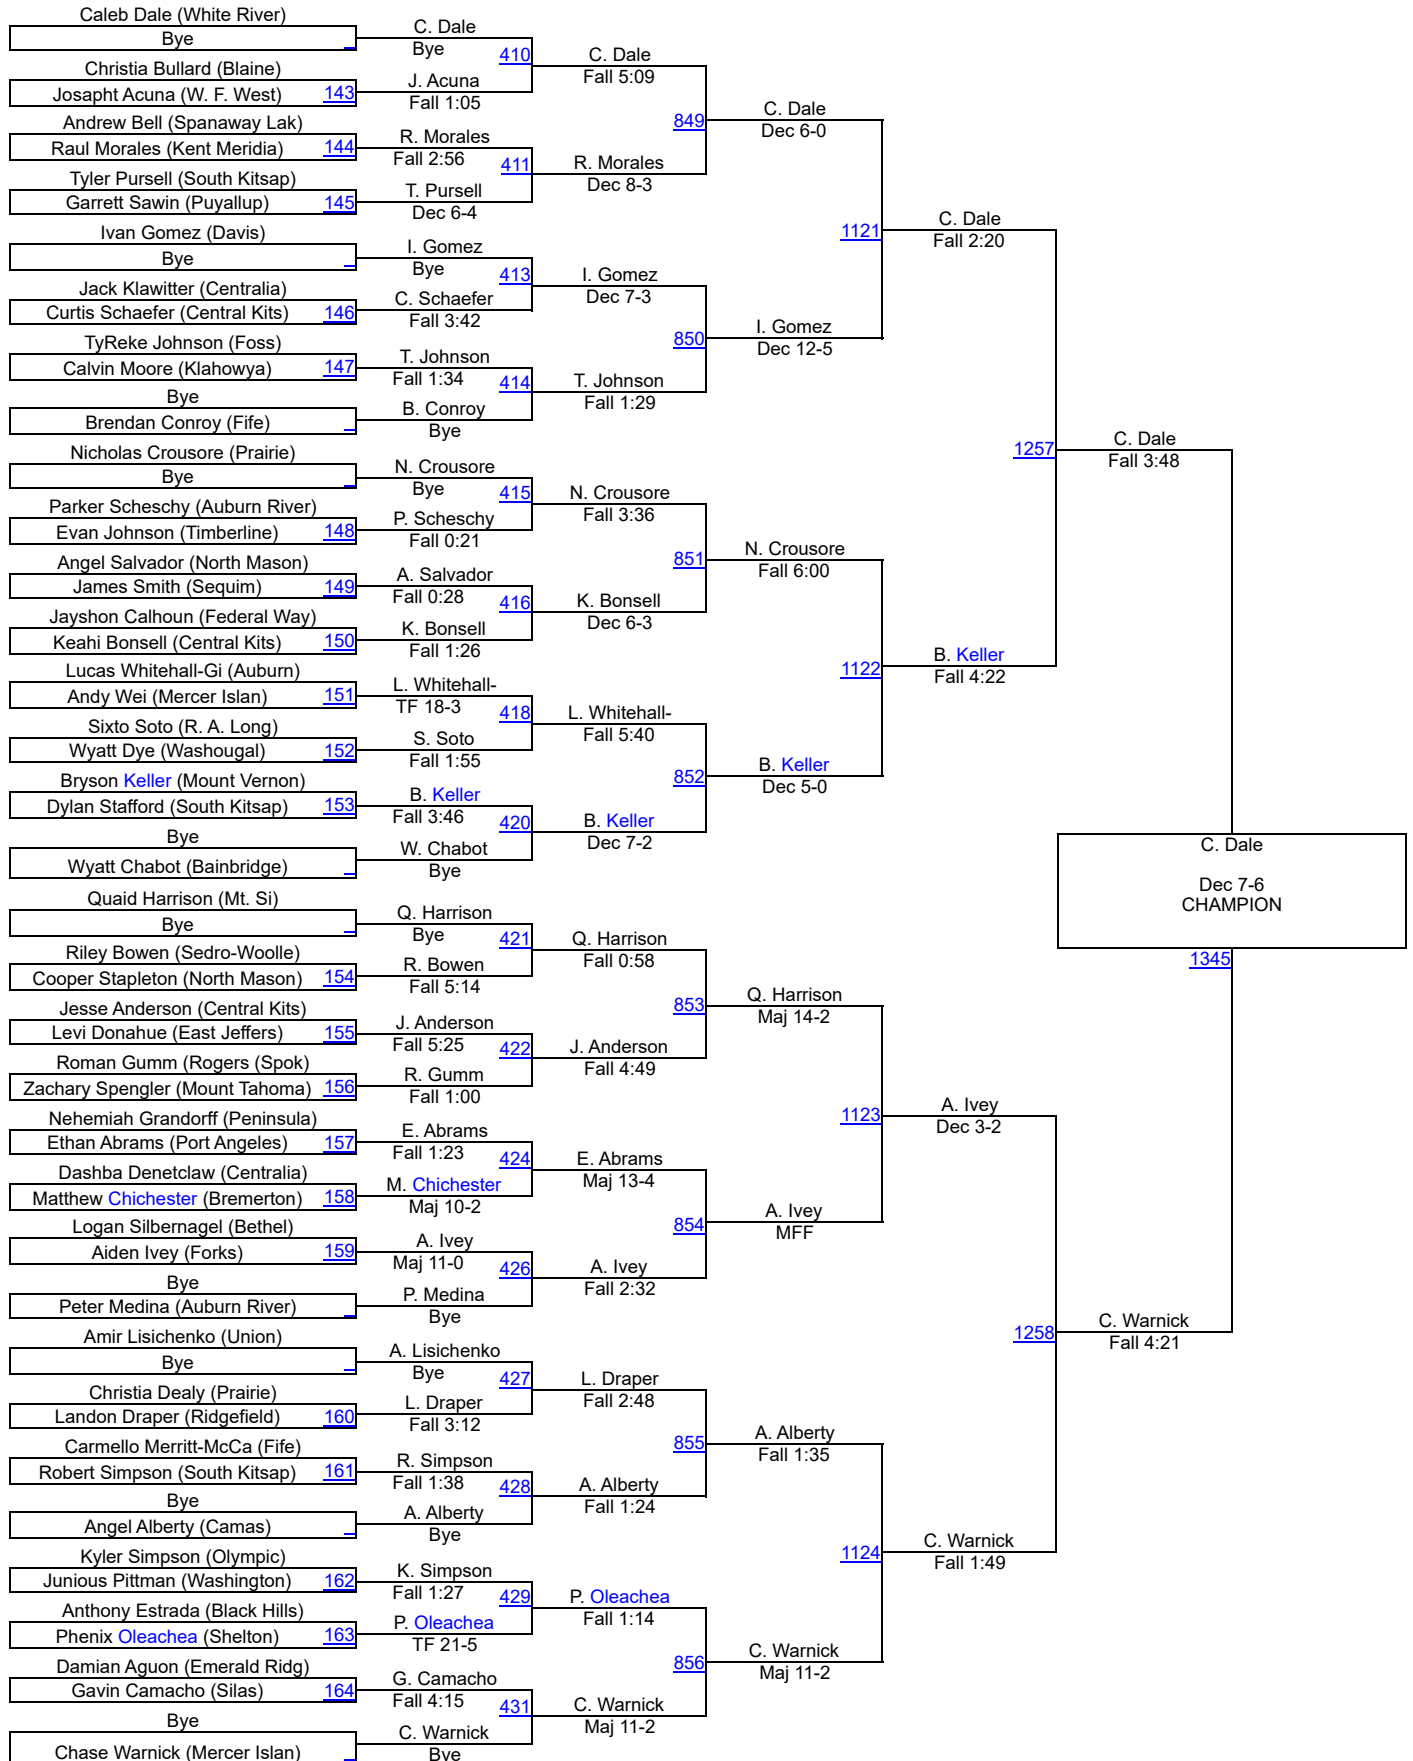 Caleb Dale (White River)
Bye
Christia Bullard (Blaine)
Josapht Acuna (W. F. West) 143
Andrew Bell (Spanaway Lak)
Raul Morales (Kent Meridia) 144
Tyler Pursell (South Kitsap)
Garrett Sawin (Puyallup) 145
Ivan Gomez (Davis)
Bye
Jack Klawitter (Centralia)
Curtis Schaefer (Central Kits) 146
TyReke Johnson (Foss)
Calvin Moore (Klahowya) 147
Bye
Brendan Conroy (Fife)
Nicholas Crousore (Prairie)
Bye
Parker Scheschy (Auburn River)
Evan Johnson (Timberline) 148
Angel Salvador (North Mason)
James Smith (Sequim) 149
Jayshon Calhoun (Federal Way)
Keahi Bonsell (Central Kits) 150
Lucas Whitehall-Gi (Auburn)
Andy Wei (Mercer Islan) 151
Sixto Soto (R. A. Long)
Wyatt Dye (Washougal) 152
Bryson Keller (Mount Vernon)
Dylan Stafford (South Kitsap) 153
Bye
Wyatt Chabot (Bainbridge)
Quaid Harrison (Mt. Si)
Bye
Riley Bowen (Sedro-Woolle)
Cooper Stapleton (North Mason) 154
Jesse Anderson (Central Kits)
Levi Donahue (East Jeffers) 155
Roman Gumm (Rogers (Spok)
Zachary Spengler (Mount Tahoma) 156
Nehemiah Grandorff (Peninsula)
Ethan Abrams (Port Angeles) 157
Dashba Denetclaw (Centralia)
Matthew Chichester (Bremerton) 158
Logan Silbernagel (Bethel)
Aiden Ivey (Forks) 159
Bye
Peter Medina (Auburn River)
Amir Lisichenko (Union)
Bye
Christia Dealy (Prairie)
Landon Draper (Ridgefield) 160
Carmello Merritt-McCa (Fife)
Robert Simpson (South Kitsap) 161
Bye
Angel Alberty (Camas)
Kyler Simpson (Olympic)
Junious Pittman (Washington) 162
Anthony Estrada (Black Hills)
Phenix Oleachea (Shelton) 163
Damian Aguon (Emerald Ridg)
Gavin Camacho (Silas) 164
Bye
Chase Warnick (Mercer Islan)
C. Dale
Bye
410
J. Acuna
Fall 1:05
R. Morales
Fall 2:56
411
T. Pursell
Dec 6-4
I. Gomez
Bye
413
C. Schaefer
Fall 3:42
T. Johnson
Fall 1:34
414
B. Conroy
Bye
N. Crousore
Bye
415
P. Scheschy
Fall 0:21
A. Salvador
Fall 0:28
416
K. Bonsell
Fall 1:26
L. Whitehall-
TF 18-3
418
S. Soto
Fall 1:55
B. Keller
Fall 3:46
420
W. Chabot
Bye
Q. Harrison
Bye
421
R. Bowen
Fall 5:14
J. Anderson
Fall 5:25
422
R. Gumm
Fall 1:00
E. Abrams
Fall 1:23
424
M. Chichester
Maj 10-2
A. Ivey
Maj 11-0
426
P. Medina
Bye
A. Lisichenko
Bye
427
L. Draper
Fall 3:12
R. Simpson
Fall 1:38
428
A. Alberty
Bye
K. Simpson
Fall 1:27
429
P. Oleachea
TF 21-5
G. Camacho
Fall 4:15
431
C. Warnick
Bye
C. Dale
Fall 5:09
849
R. Morales
Dec 8-3
I. Gomez
Dec 7-3
850
T. Johnson
Fall 1:29
N. Crousore
Fall 3:36
851
K. Bonsell
Dec 6-3
L. Whitehall-
Fall 5:40
852
B. Keller
Dec 7-2
Q. Harrison
Fall 0:58
853
J. Anderson
Fall 4:49
E. Abrams
Maj 13-4
854
A. Ivey
Fall 2:32
L. Draper
Fall 2:48
855
A. Alberty
Fall 1:24
P. Oleachea
Fall 1:14
856
C. Warnick
Maj 11-2
C. Dale
Dec 6-0
1121
I. Gomez
Dec 12-5
N. Crousore
Fall 6:00
1122
B. Keller
Dec 5-0
Q. Harrison
Maj 14-2
1123
A. Ivey
MFF
A. Alberty
Fall 1:35
1124
C. Warnick
Maj 11-2
C. Dale
Fall 2:20
1257
B. Keller
Fall 4:22
A. Ivey
Dec 3-2
1258
C. Warnick
Fall 1:49
C. Dale
Fall 3:48
C. Warnick
Fall 4:21
C. Dale
Dec 7-6
CHAMPION
1345